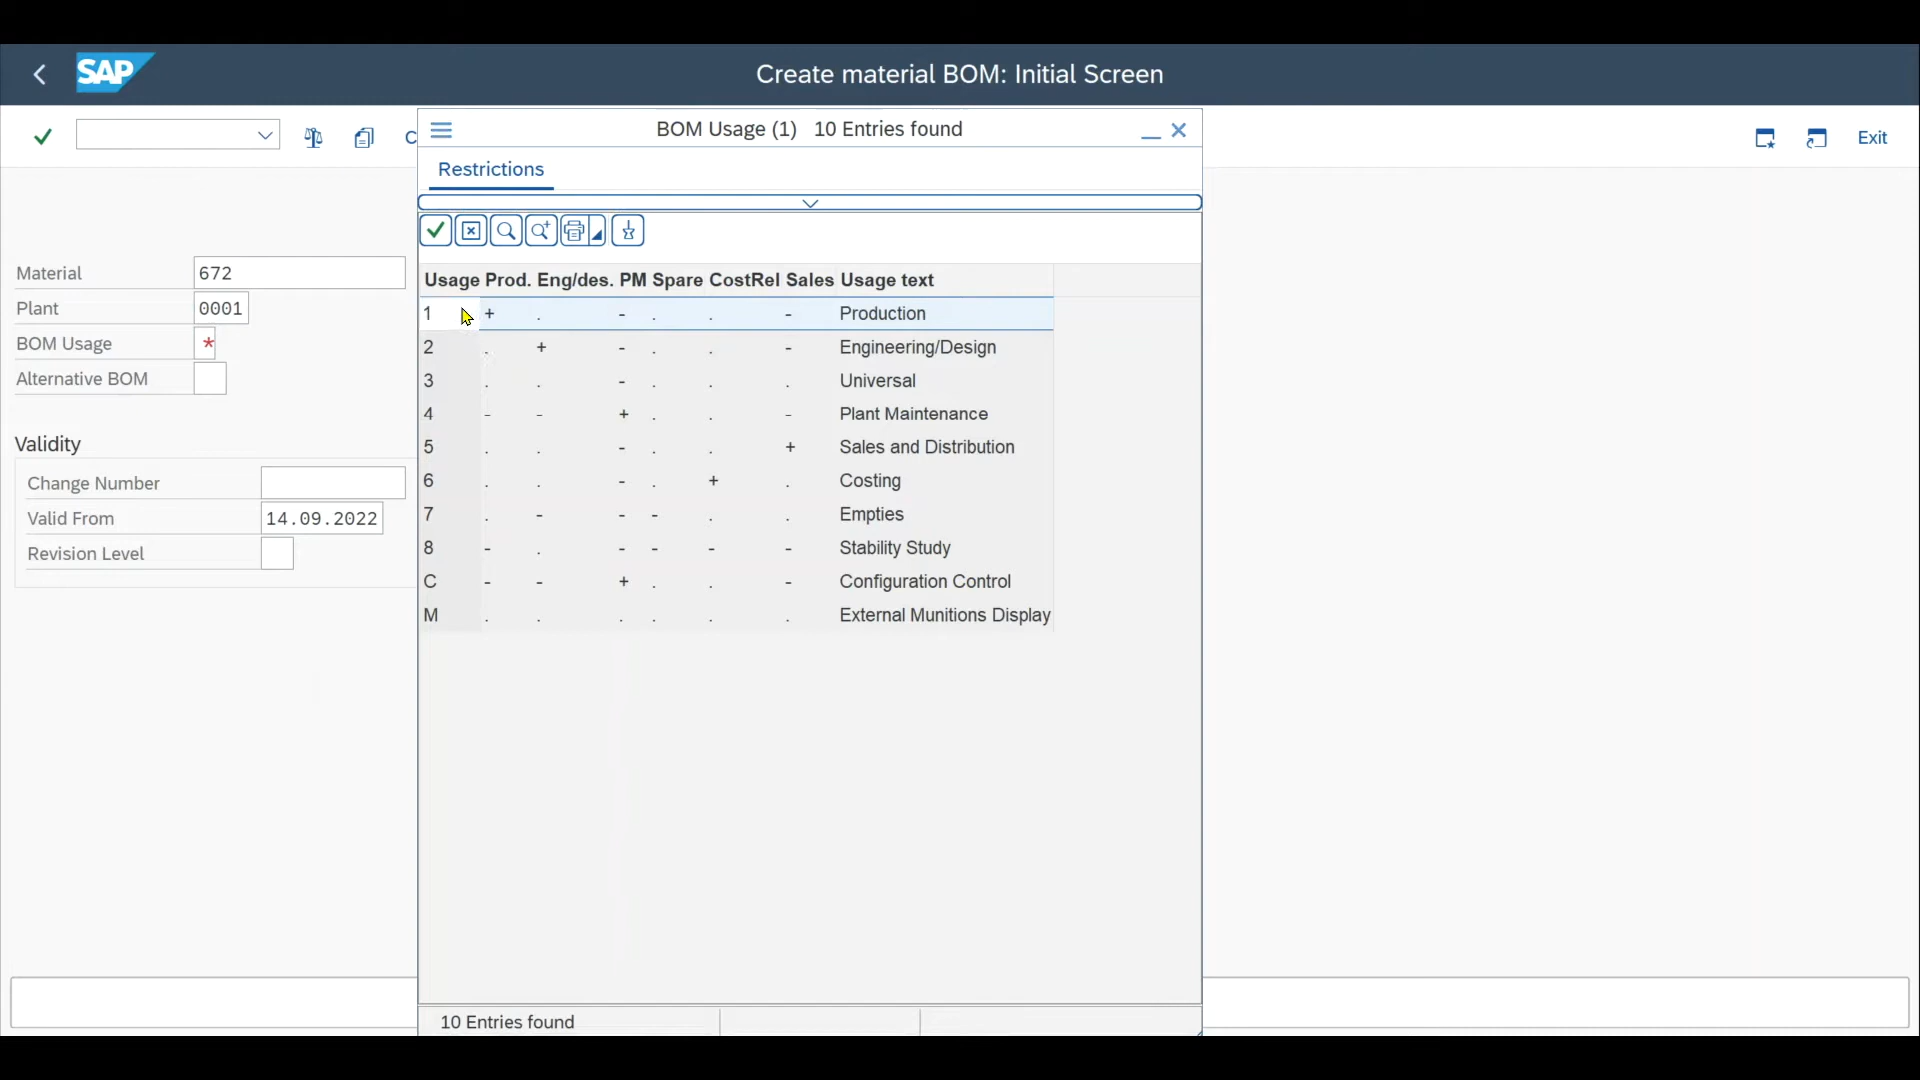 SAP
Create material BOM: Initial Screen
C
Exit
BOM Usage (1) 10 Entries found
Restrictions
Material 672
Plant 0001
BOM Usage *
Alternative BOM
Validity
Change Number
Valid From 14.09.2022
Revision Level
Usage Prod. Eng/des. PM Spare CostRel Sales Usage text
1 + . - . . - Production
2 . + - . . - Engineering/Design
3 . . - . . . Universal
4 - - + . . - Plant Maintenance
5 . . - . . + Sales and Distribution
6 . . - . + . Costing
7 . - - - . . Empties
8 - . - - - - Stability Study
C - - + . . - Configuration Control
M . . . . . . External Munitions Display
10 Entries found